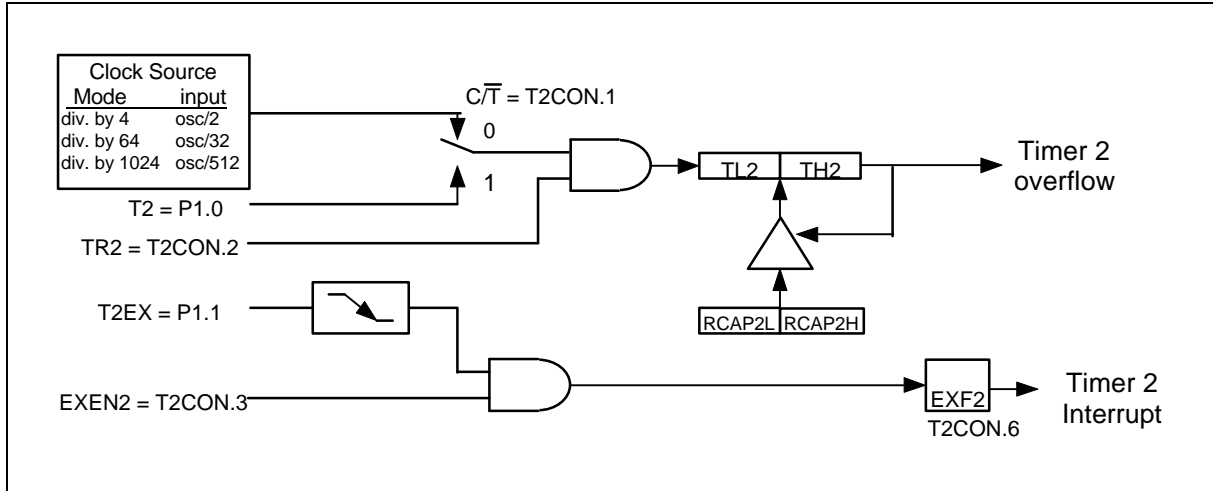 Clock Source
Mode input
div. by 4 osc/2
div. by 64 osc/32
div. by 1024 osc/512
C/T̅ = T2CON.1
0
1
T2 = P1.0
TR2 = T2CON.2
TL2 TH2
Timer 2
overflow
T2EX = P1.1
RCAP2L RCAP2H
EXEN2 = T2CON.3
EXF2
T2CON.6
Timer 2
Interrupt